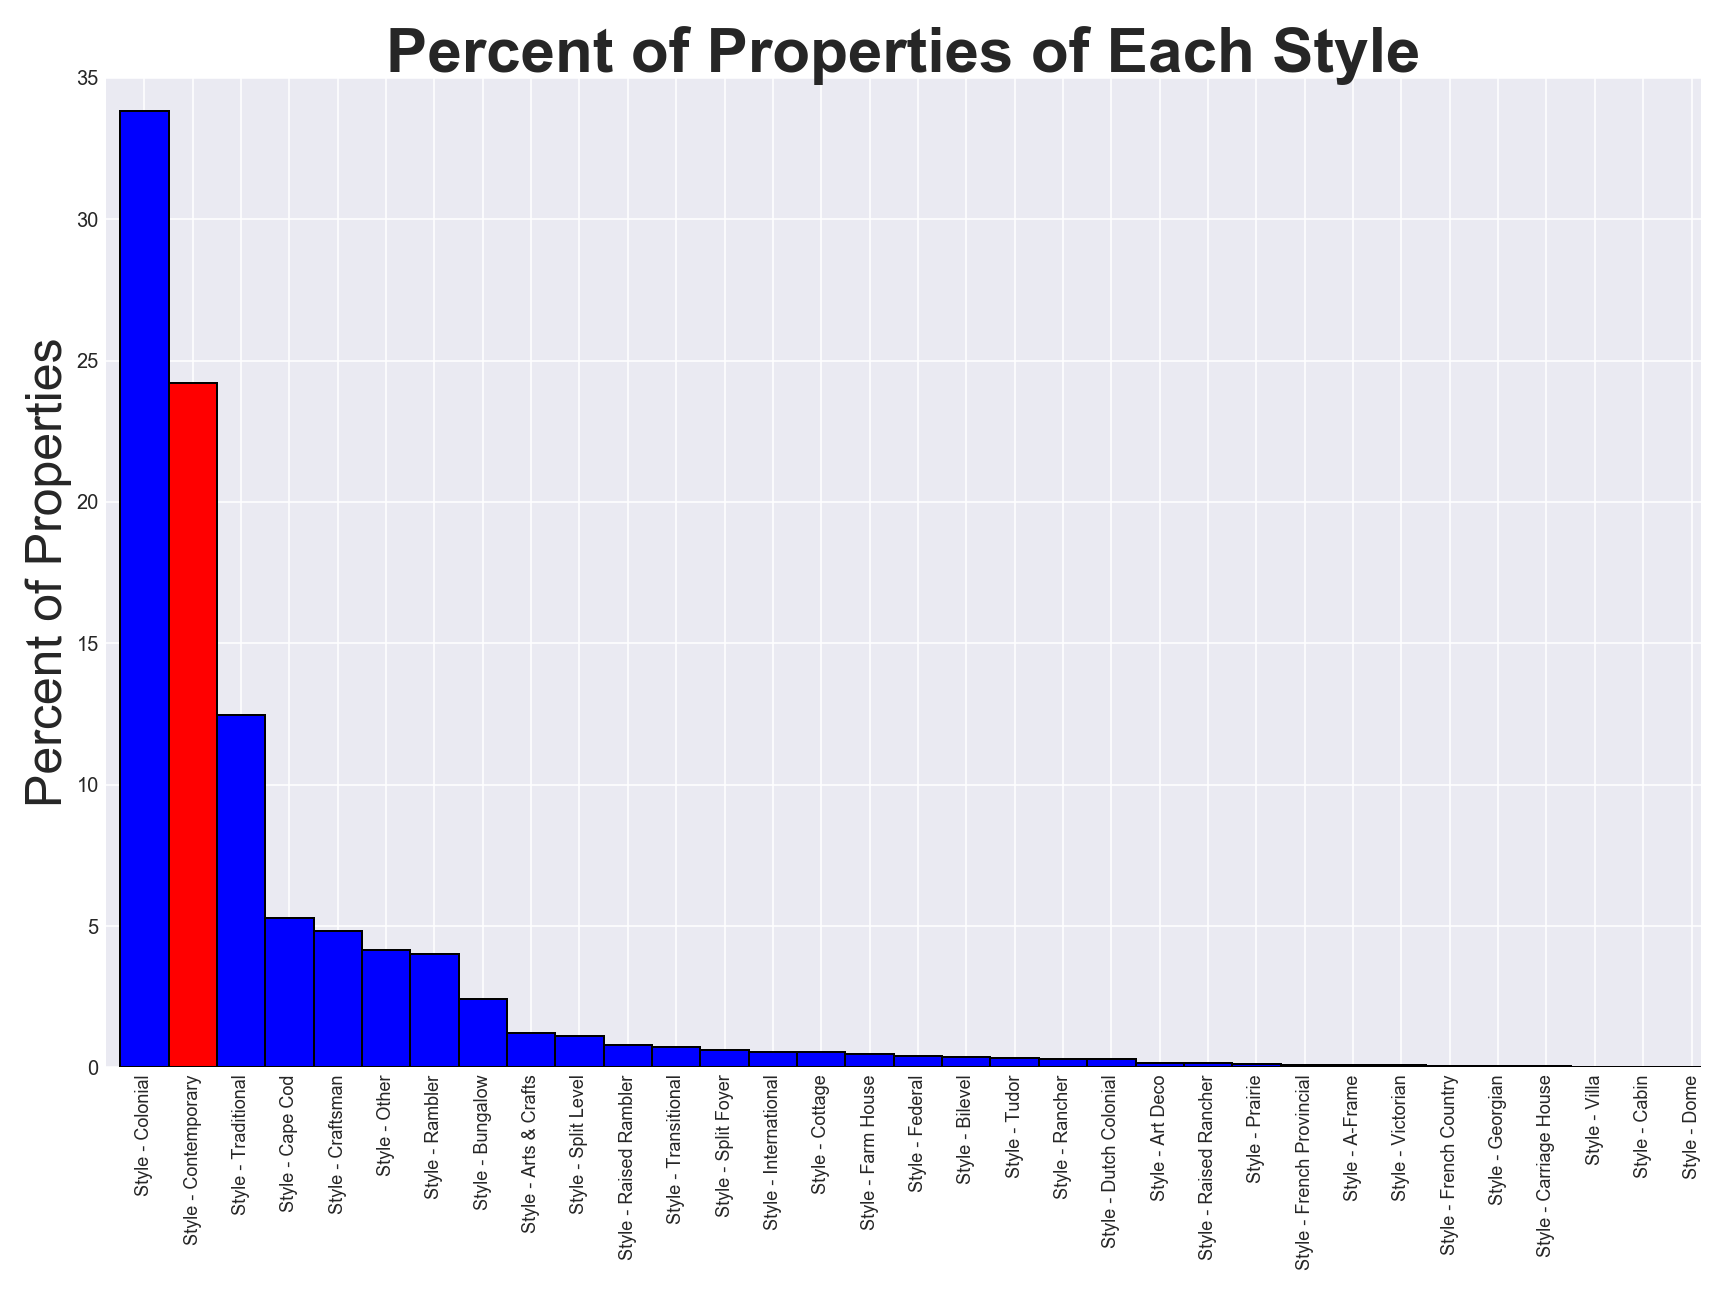 Percent of Properties of Each Style
Percent of Properties
35
30
25
20
15
10
5
0
Style - Colonial
Style - Contemporary
Style - Traditional
Style - Cape Cod
Style - Craftsman
Style - Other
Style - Rambler
Style - Bungalow
Style - Arts & Crafts
Style - Split Level
Style - Raised Rambler
Style - Transitional
Style - Split Foyer
Style - International
Style - Cottage
Style - Farm House
Style - Federal
Style - Bilevel
Style - Tudor
Style - Rancher
Style - Dutch Colonial
Style - Art Deco
Style - Raised Rancher
Style - Prairie
Style - French Provincial
Style - A-Frame
Style - Victorian
Style - French Country
Style - Georgian
Style - Carriage House
Style - Villa
Style - Cabin
Style - Dome